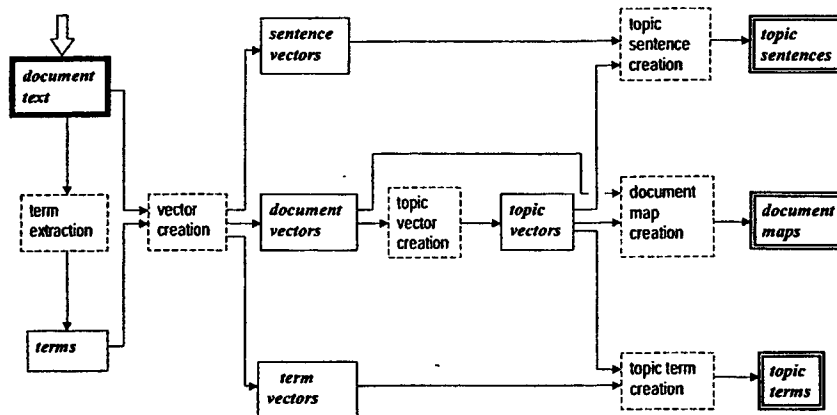 document
text
term
extraction
terms
vector
creation
sentence
vectors
document
vectors
term
vectors
topic
vector
creation
topic
vectors
topic
sentence
creation
document
map
creation
topic term
creation
topic
sentences
document
maps
topic
terms